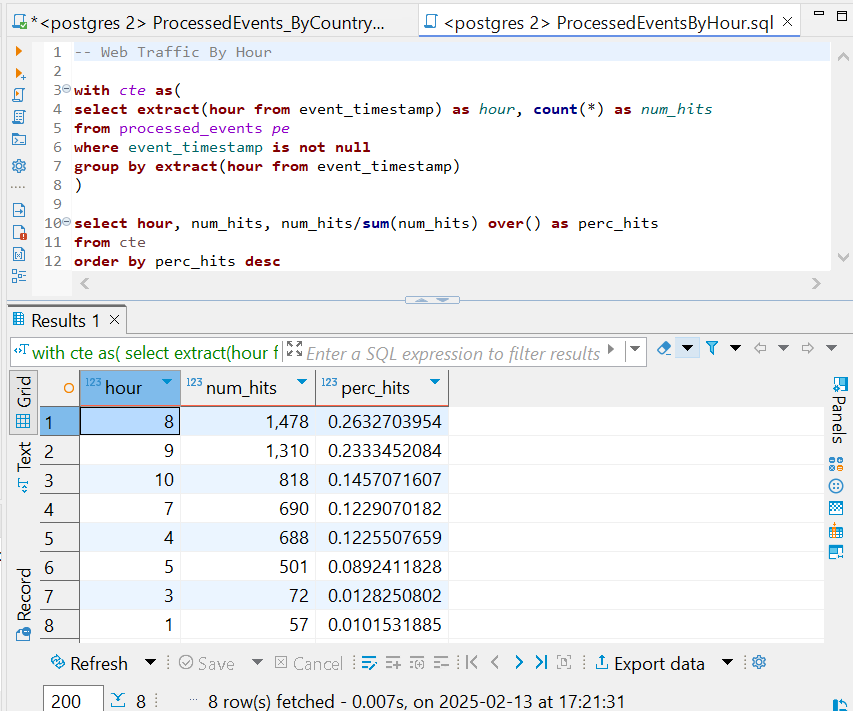 *<postgres 2> ProcessedEvents_ByCountry...
<postgres 2> ProcessedEventsByHour.sql
1 -- Web Traffic By Hour
2
3 with cte as(
4 select extract(hour from event_timestamp) as hour, count(*) as num_hits
5 from processed_events pe
6 where event_timestamp is not null
7 group by extract(hour from event_timestamp)
8 )
9
10 select hour, num_hits, num_hits/sum(num_hits) over() as perc_hits
11 from cte
12 order by perc_hits desc
Results 1
with cte as( select extract(hour f Enter a SQL expression to filter results
Grid
Text
Record
Panels
123 hour 123 num_hits 123 perc_hits
1 8 1,478 0.2632703954
2 9 1,310 0.2333452084
3 10 818 0.1457071607
4 7 690 0.1229070182
5 4 688 0.1225507659
6 5 501 0.0892411828
7 3 72 0.0128250802
8 1 57 0.0101531885
Refresh Save Cancel Export data
200 8 8 row(s) fetched - 0.007s, on 2025-02-13 at 17:21:31